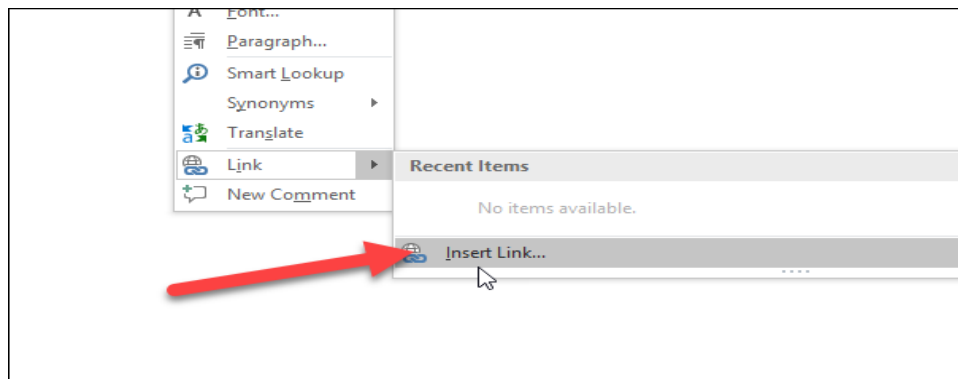 Font...
Paragraph...
Smart Lookup
Synonyms
Translate
Link
Recent Items
New Comment
No items available.
Insert Link...